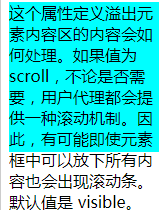 这个属性定义溢出元
素内容区的内容会如
何处理。如果值为
scroll，不论是否需
要，用户代理都会提
供一种滚动机制。因
此，有可能即使元素
框中可以放下所有内
容也会出现滚动条。
默认值是 visible。